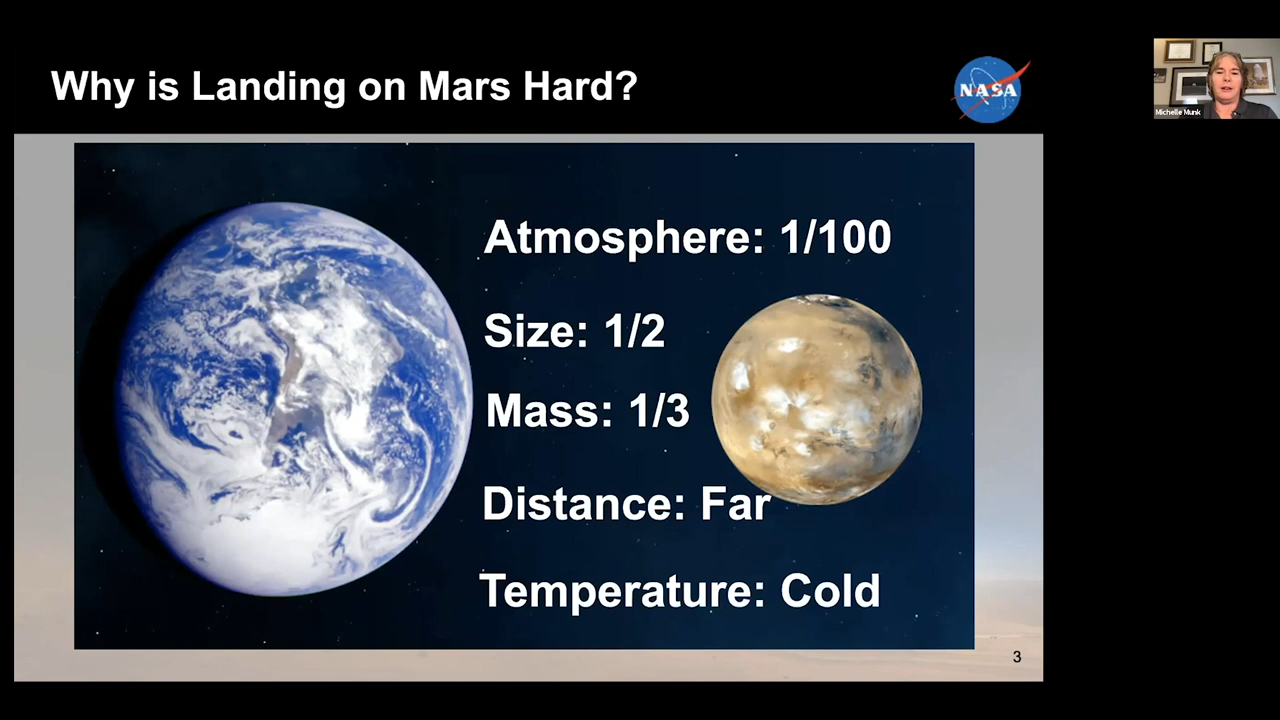 Why is Landing on Mars Hard?
NASA
Michelle Munk
Atmosphere: 1/100
Size: 1/2
Mass: 1/3
Distance: Far
Temperature: Cold
3